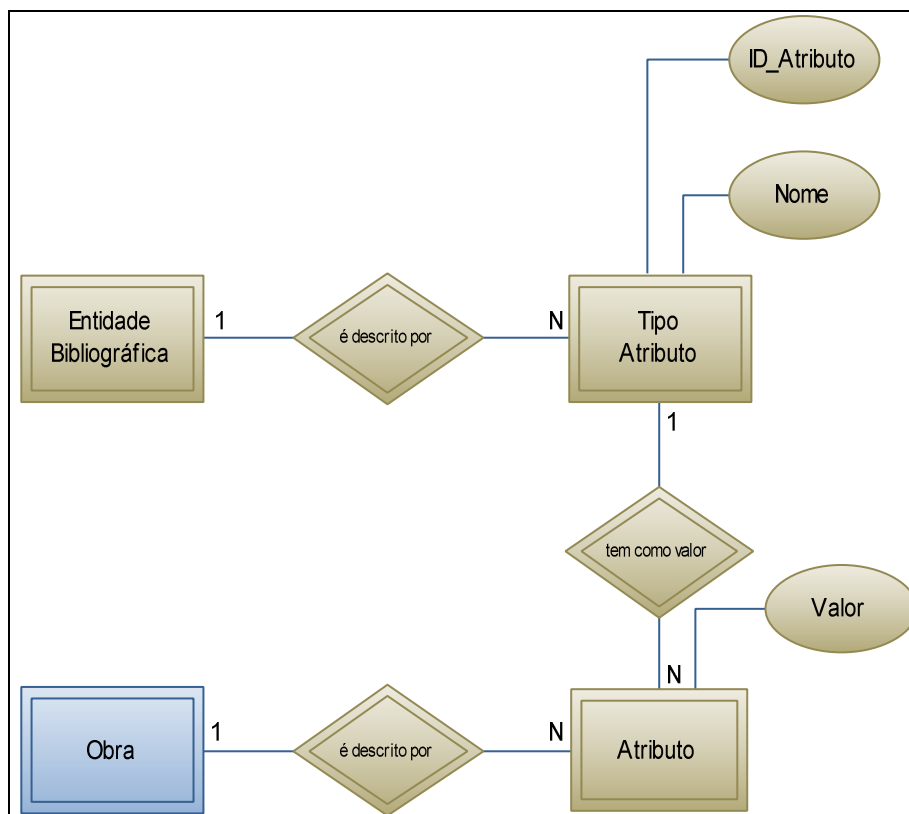 ID_Atributo
Nome
Entidade
Bibliográfica
1
é descrito por
N
Tipo
Atributo
1
tem como valor
Valor
N
Obra
1
é descrito por
N
Atributo